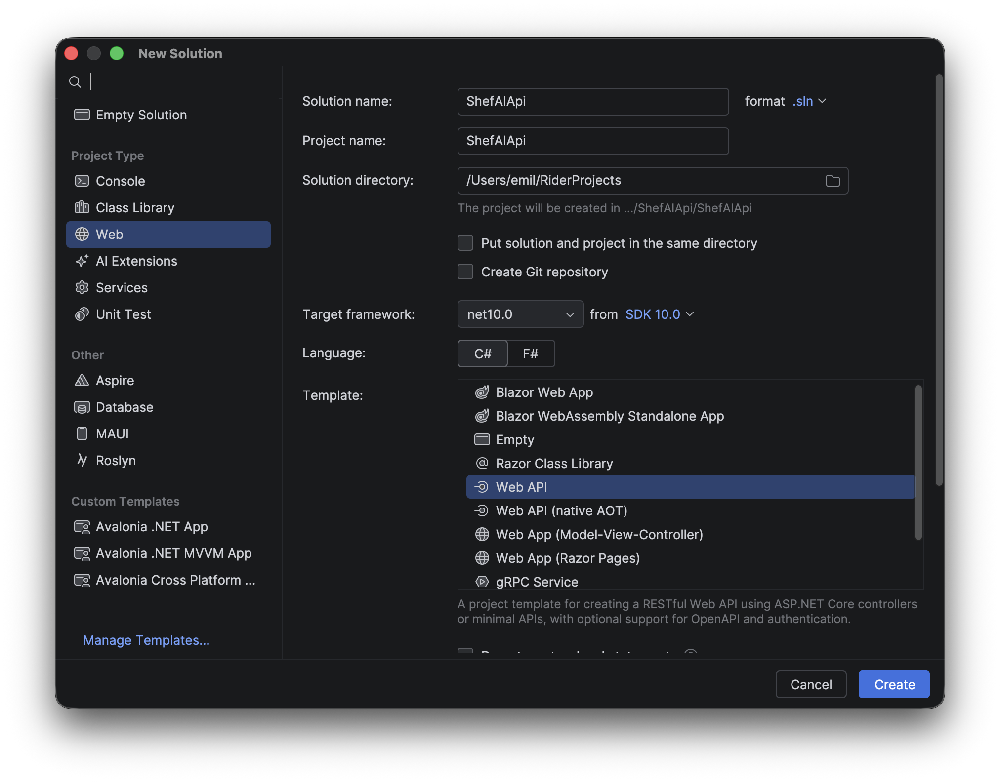 New Solution
Empty Solution
Project Type
Console
Class Library
Web
AI Extensions
Services
Unit Test
Other
Aspire
Database
MAUI
Roslyn
Custom Templates
Avalonia .NET App
Avalonia .NET MVVM App
Avalonia Cross Platform ...
Manage Templates...
Solution name: ShefAIApi format .sln
Project name: ShefAIApi
Solution directory: /Users/emil/RiderProjects
The project will be created in .../ShefAIApi/ShefAIApi
Put solution and project in the same directory
Create Git repository
Target framework: net10.0 from SDK 10.0
Language: C# F#
Template:
Blazor Web App
Blazor WebAssembly Standalone App
Empty
Razor Class Library
Web API
Web API (native AOT)
Web App (Model-View-Controller)
Web App (Razor Pages)
gRPC Service
A project template for creating a RESTful Web API using ASP.NET Core controllers
or minimal APIs, with optional support for OpenAPI and authentication.
Cancel Create